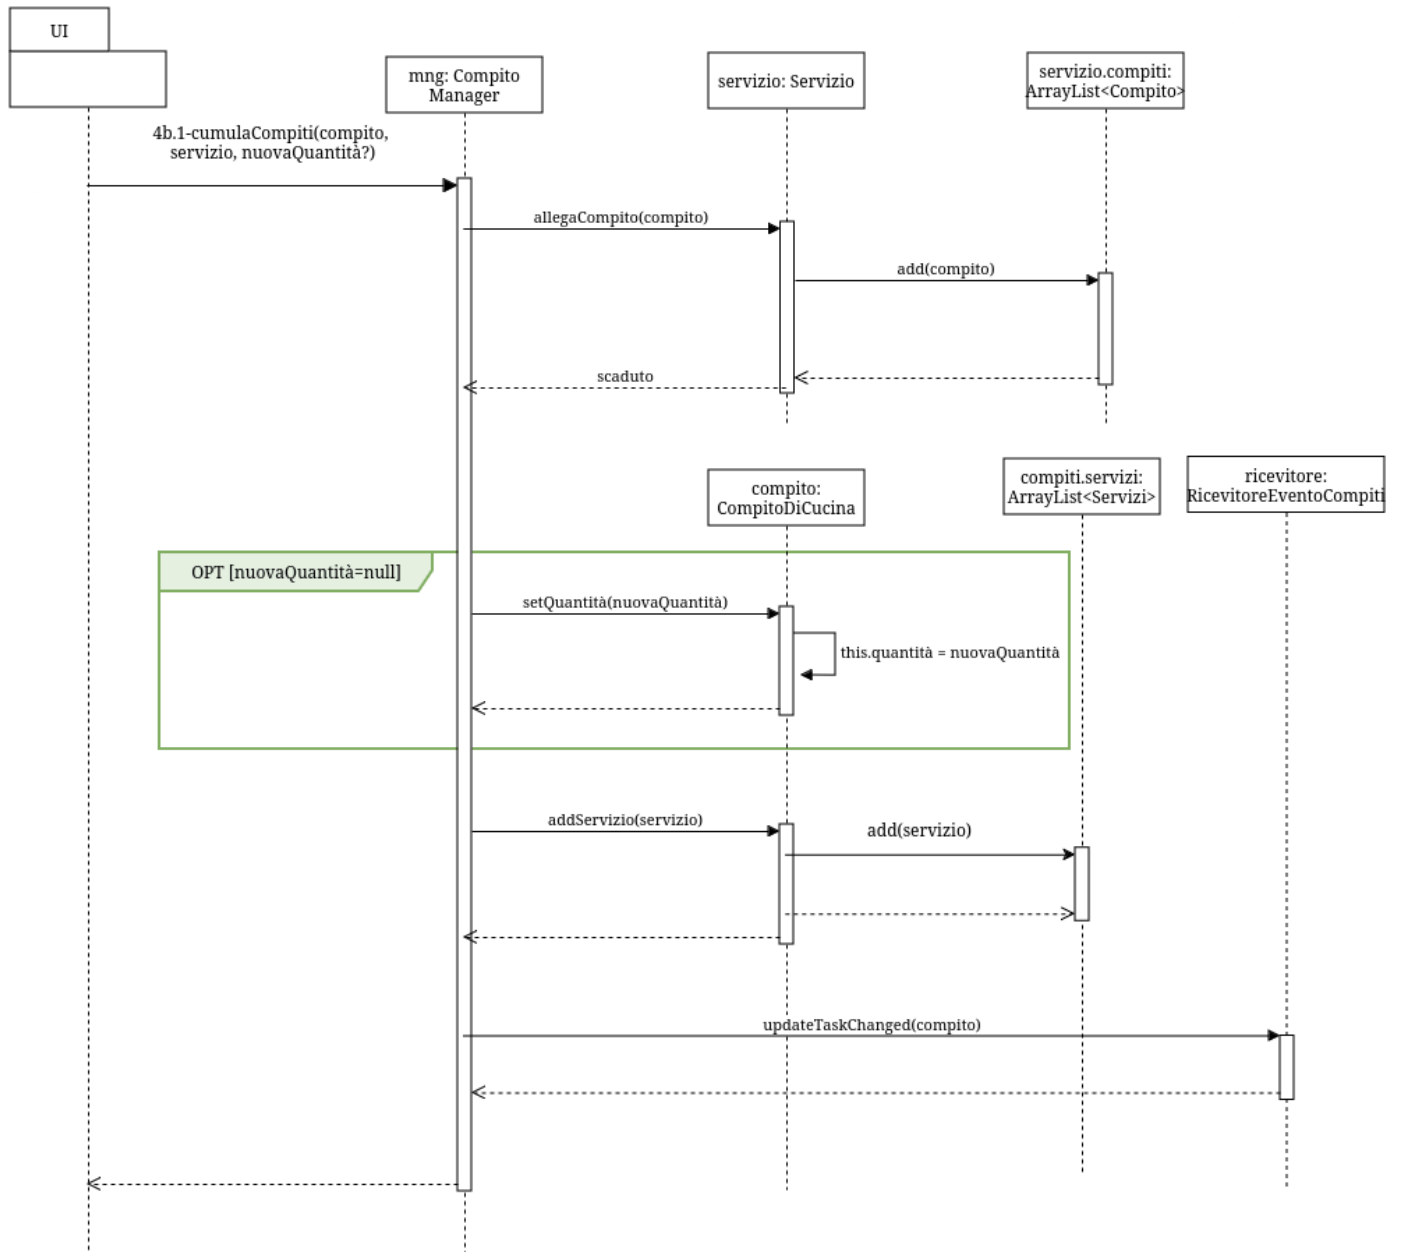 UI
mng: Compito
Manager
servizio: Servizio
servizio.compiti:
ArrayList<Compito>
4b.1-cumulaCompiti(compito,
servizio, nuovaQuantità?)
allegaCompito(compito)
add(compito)
scaduto
compito:
CompitoDiCucina
compiti.servizi:
ArrayList<Servizi>
ricevitore:
RicevitoreEventoCompiti
OPT [nuovaQuantità=null]
setQuantità(nuovaQuantità)
this.quantità = nuovaQuantità
addServizio(servizio)
add(servizio)
updateTaskChanged(compito)